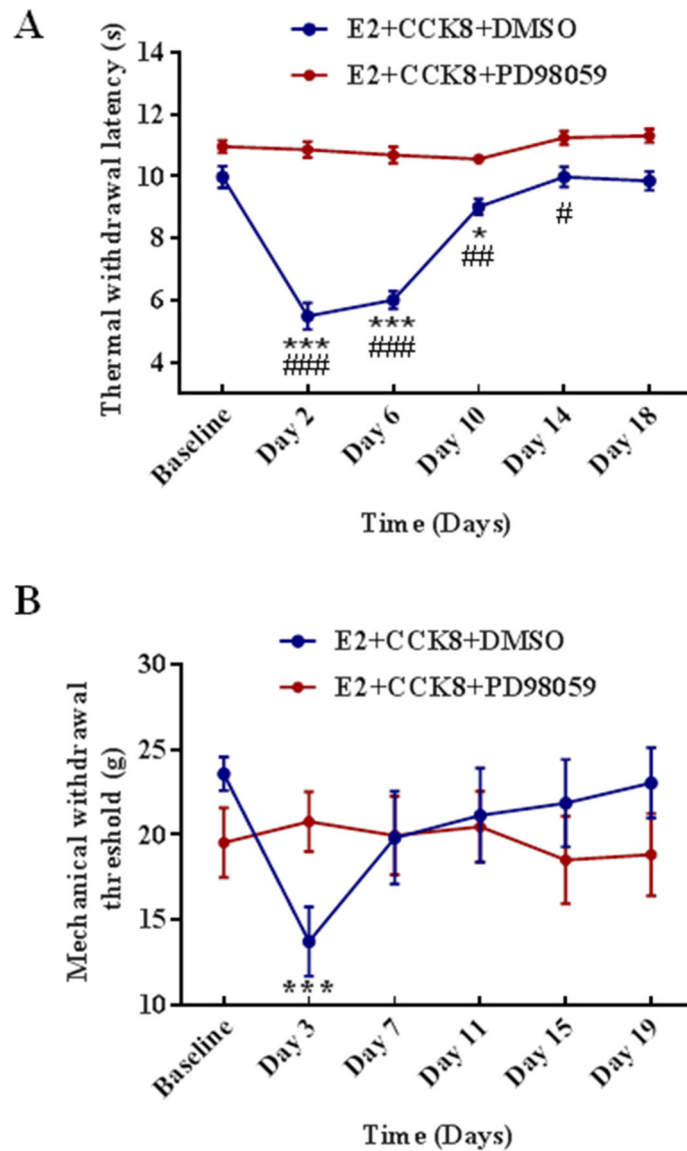 A
E2+CCK8+DMSO
E2+CCK8+PD98059
Thermal withdrawal latency (s)
14
12
10
8
6
4
***
###
***
###
*
##
#
Baseline
Day 2
Day 6
Day 10
Day 14
Day 18
Time (Days)
B
E2+CCK8+DMSO
E2+CCK8+PD98059
Mechanical withdrawal
threshold (g)
30
25
20
15
10
***
Baseline
Day 3
Day 7
Day 11
Day 15
Day 19
Time (Days)